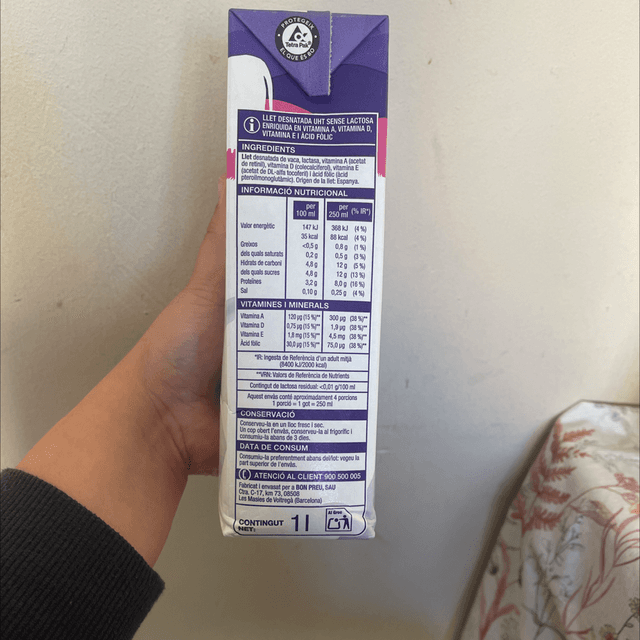 PROTEGEIX
Tetra Pak
EL QUE ÉS BO
LLET DESNATADA UHT SENSE LACTOSA
ENRIQUIDA EN VITAMINA A, VITAMINA D,
VITAMINA E I ÀCID FÒLIC
INGREDIENTS
Llet desnatada de vaca, lactasa, vitamina A (acetat
de retinil), vitamina D (colecalciferol), vitamina E
(acetat de DL-alfa tocoferil) i àcid fòlic (àcid
pteroilmonoglutàmic). Origen de la llet: Espanya.
INFORMACIÓ NUTRICIONAL
per 100 ml per 250 ml (% IR*)
Valor energètic 147 kJ 368 kJ (4 %)
35 kcal 88 kcal (4 %)
Greixos <0,5 g 0,8 g (1 %)
dels quals saturats 0,2 g 0,5 g (3 %)
Hidrats de carboni 4,8 g 12 g (5 %)
dels quals sucres 4,8 g 12 g (13 %)
Proteïnes 3,2 g 8,0 g (16 %)
Sal 0,10 g 0,25 g (4 %)
VITAMINES I MINERALS
Vitamina A 120 µg (15 %)** 300 µg (38 %)**
Vitamina D 0,75 µg (15 %)** 1,9 µg (38 %)**
Vitamina E 1,8 mg (15 %)** 4,5 mg (38 %)**
Àcid fòlic 30,0 µg (15 %)** 75,0 µg (38 %)**
*IR: Ingesta de Referència d'un adult mitjà
(8400 kJ/2000 kcal)
**VRN: Valors de Referència de Nutrients
Contingut de lactosa residual: <0,01 g/100 ml
Aquest envàs conté aproximadament 4 porcions
1 porció = 1 got = 250 ml
CONSERVACIÓ
Conserveu-la en un lloc fresc i sec.
Un cop obert l'envàs, conserveu-la al frigorífic i
consumiu-la abans de 3 dies.
DATA DE CONSUM
Consumiu-la preferentment abans del/lot: vegeu la
part superior de l'envàs.
ATENCIÓ AL CLIENT 900 500 005
Fabricat i envasat per a BON PREU, SAU
Ctra. C-17, km 73, 08508
Les Masies de Voltregà (Barcelona)
CONTINGUT
NET: 1 l
Al Groc